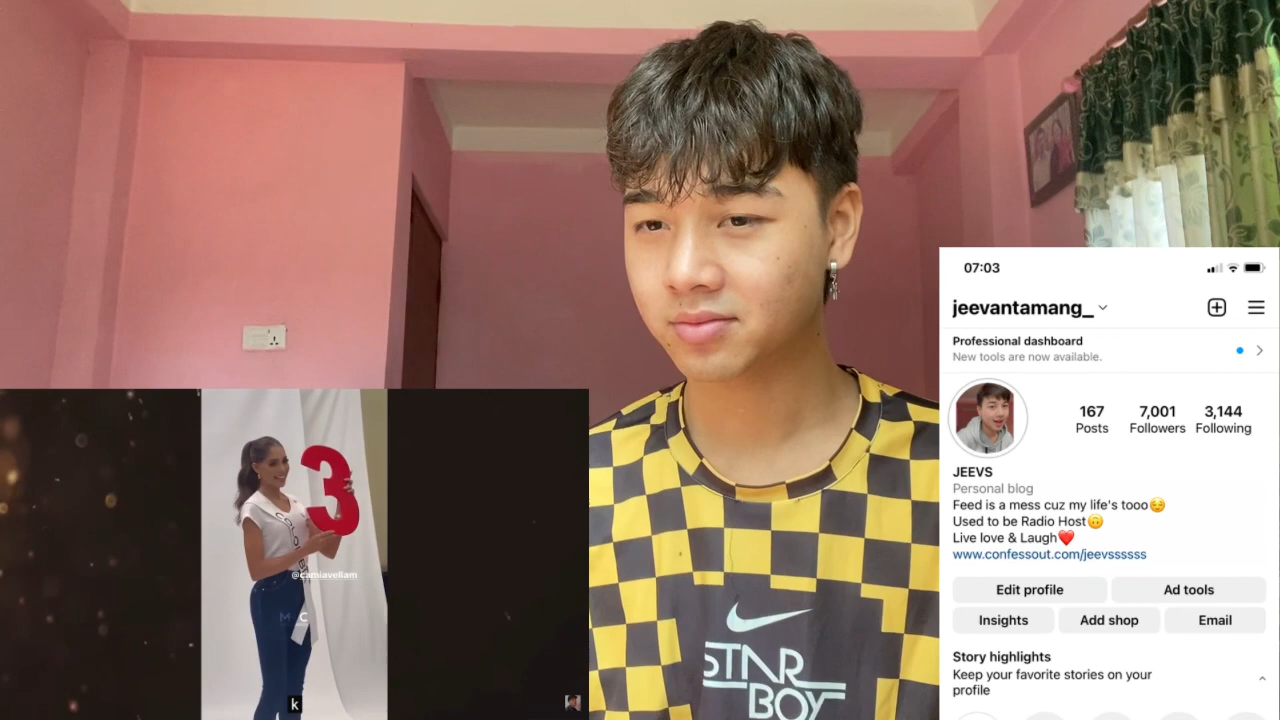 3
COLOMBIA
@camiavellam
M A C
k
STAR
BOY
07:03
jeevantamang_
Professional dashboard
New tools are now available.
167 7,001 3,144
Posts Followers Following
JEEVS
Personal blog
Feed is a mess cuz my life's tooo😌
Used to be Radio Host🙃
Live love & Laugh❤️
www.confessout.com/jeevssssss
Edit profile Ad tools
Insights Add shop Email
Story highlights
Keep your favorite stories on your
profile